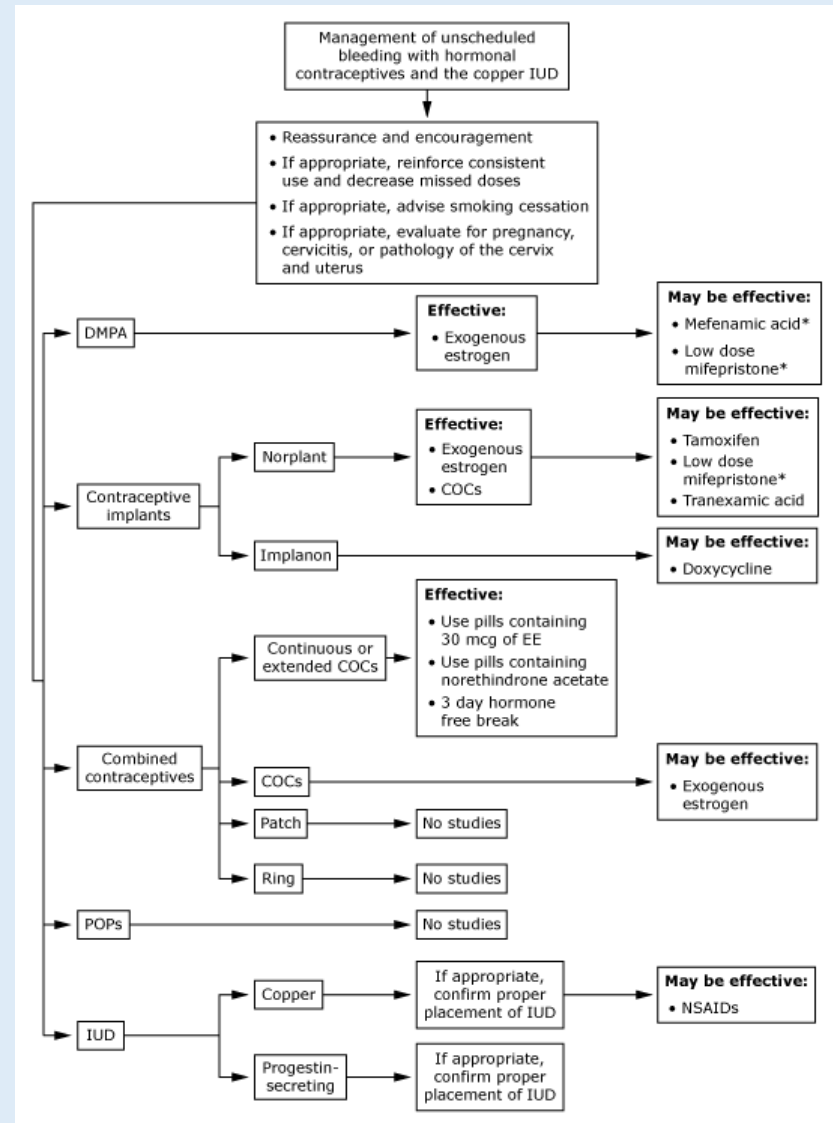 Management of unscheduled
bleeding with hormonal
contraceptives and the copper IUD
• Reassurance and encouragement
• If appropriate, reinforce consistent
use and decrease missed doses
• If appropriate, advise smoking cessation
• If appropriate, evaluate for pregnancy,
cervicitis, or pathology of the cervix
and uterus
DMPA
Effective:
• Exogenous
estrogen
May be effective:
• Mefenamic acid*
• Low dose
mifepristone*
Contraceptive
implants
Norplant
Effective:
• Exogenous
estrogen
• COCs
May be effective:
• Tamoxifen
• Low dose
mifepristone*
• Tranexamic acid
Implanon
May be effective:
• Doxycycline
Combined
contraceptives
Continuous or
extended COCs
Effective:
• Use pills containing
30 mcg of EE
• Use pills containing
norethindrone acetate
• 3 day hormone
free break
COCs
May be effective:
• Exogenous
estrogen
Patch
No studies
Ring
No studies
POPs
No studies
IUD
Copper
If appropriate,
confirm proper
placement of IUD
May be effective:
• NSAIDs
Progestin-
secreting
If appropriate,
confirm proper
placement of IUD